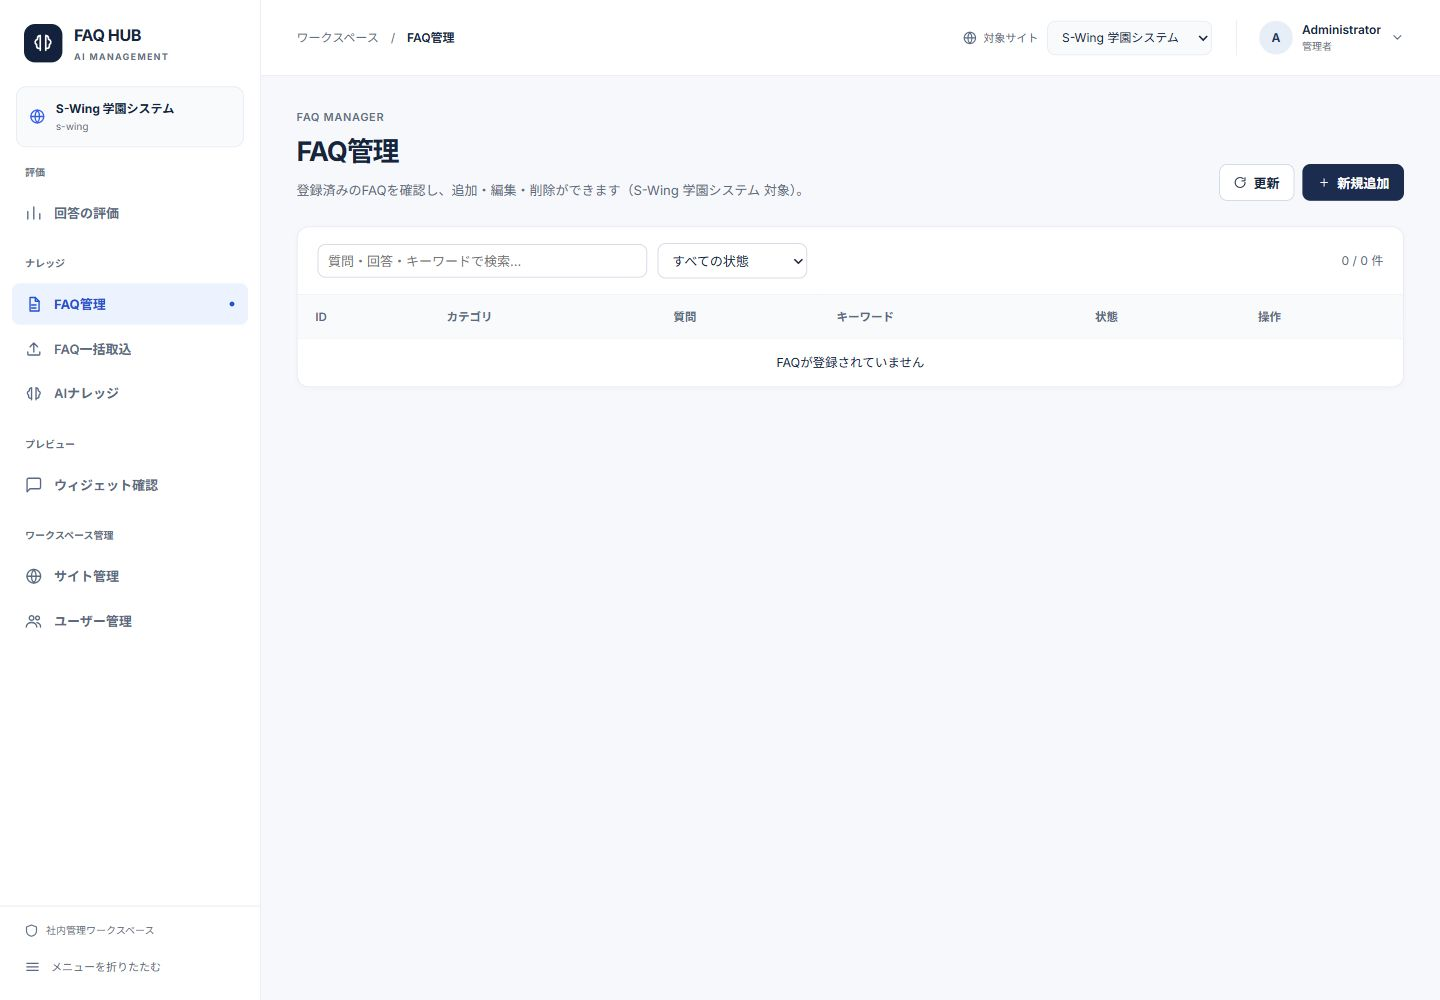 FAQ HUB
AI MANAGEMENT
S-Wing 学園システム
s-wing
評価
回答の評価
ナレッジ
FAQ管理
FAQ一括取込
AIナレッジ
プレビュー
ウィジェット確認
ワークスペース管理
サイト管理
ユーザー管理
社内管理ワークスペース
メニューを折りたたむ
ワークスペース / FAQ管理
対象サイト S-Wing 学園システム
A Administrator
管理者
FAQ MANAGER
FAQ管理
登録済みのFAQを確認し、追加・編集・削除ができます（S-Wing 学園システム 対象）。
更新 + 新規追加
質問・回答・キーワードで検索... すべての状態 0 / 0 件
ID カテゴリ 質問 キーワード 状態 操作
FAQが登録されていません